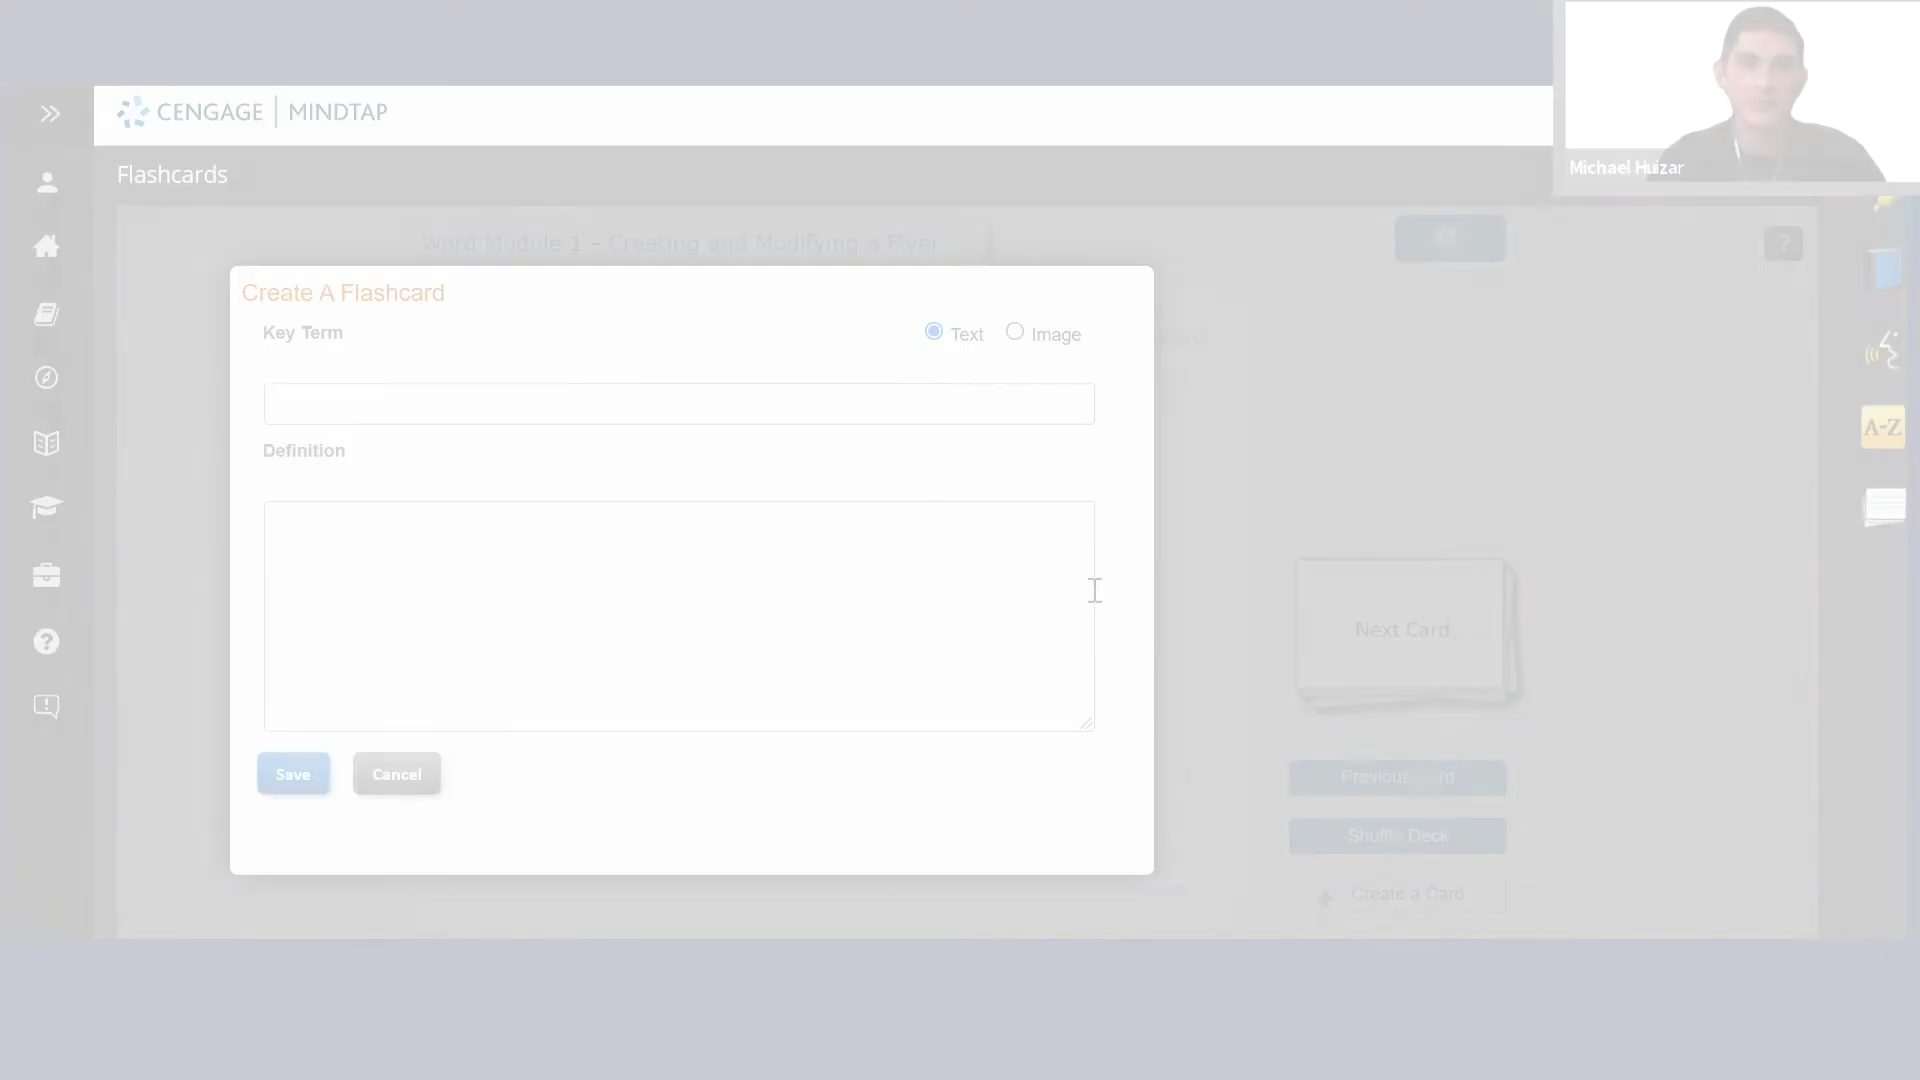 CENGAGE | MINDTAP
Michael Huizar
Flashcards
Word Module 1 - Creating and Modifying a Flyer
?
Create A Flashcard
Key Term
Text
Image
A-Z
Definition
Next Card
Save
Cancel
Previous Card
Shuffle Deck
+ Create a Card